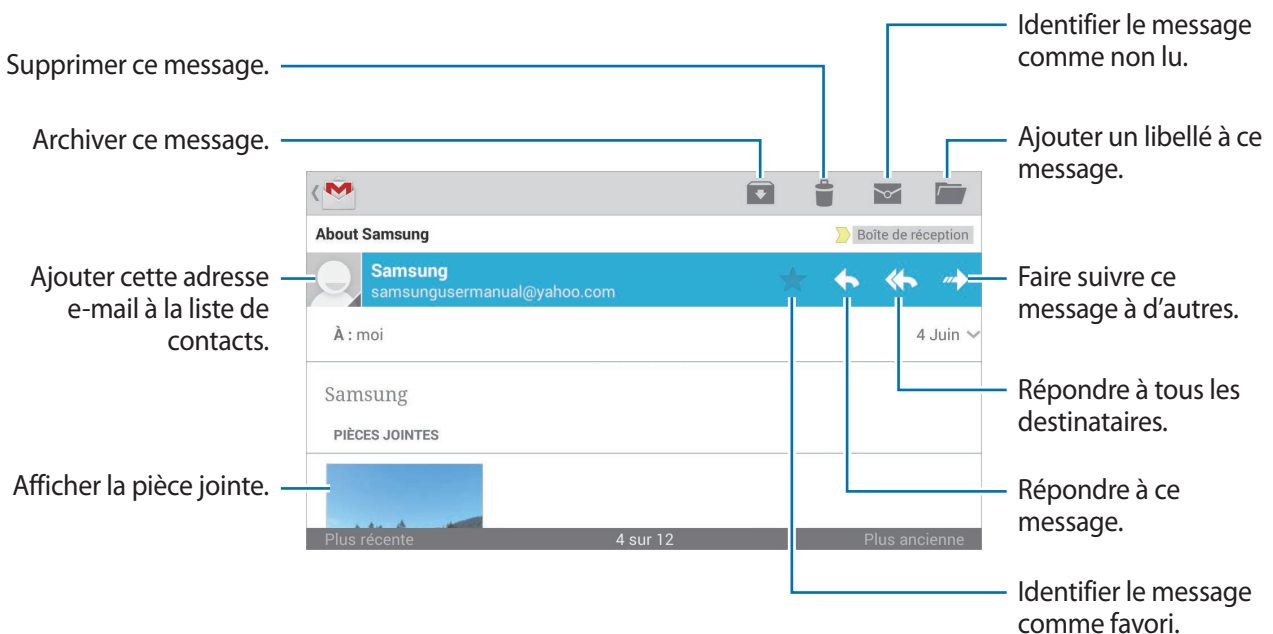 Identifier le message
comme non lu.
Supprimer ce message.
Archiver ce message.
Ajouter un libellé à ce
message.
About Samsung
Boîte de réception
Ajouter cette adresse
e-mail à la liste de
contacts.
Samsung
samsungusermanual@yahoo.com
Faire suivre ce
message à d'autres.
À : moi
4 Juin
Samsung
PIÈCES JOINTES
Répondre à tous les
destinataires.
Afficher la pièce jointe.
Répondre à ce
message.
Plus récente
4 sur 12
Plus ancienne
Identifier le message
comme favori.